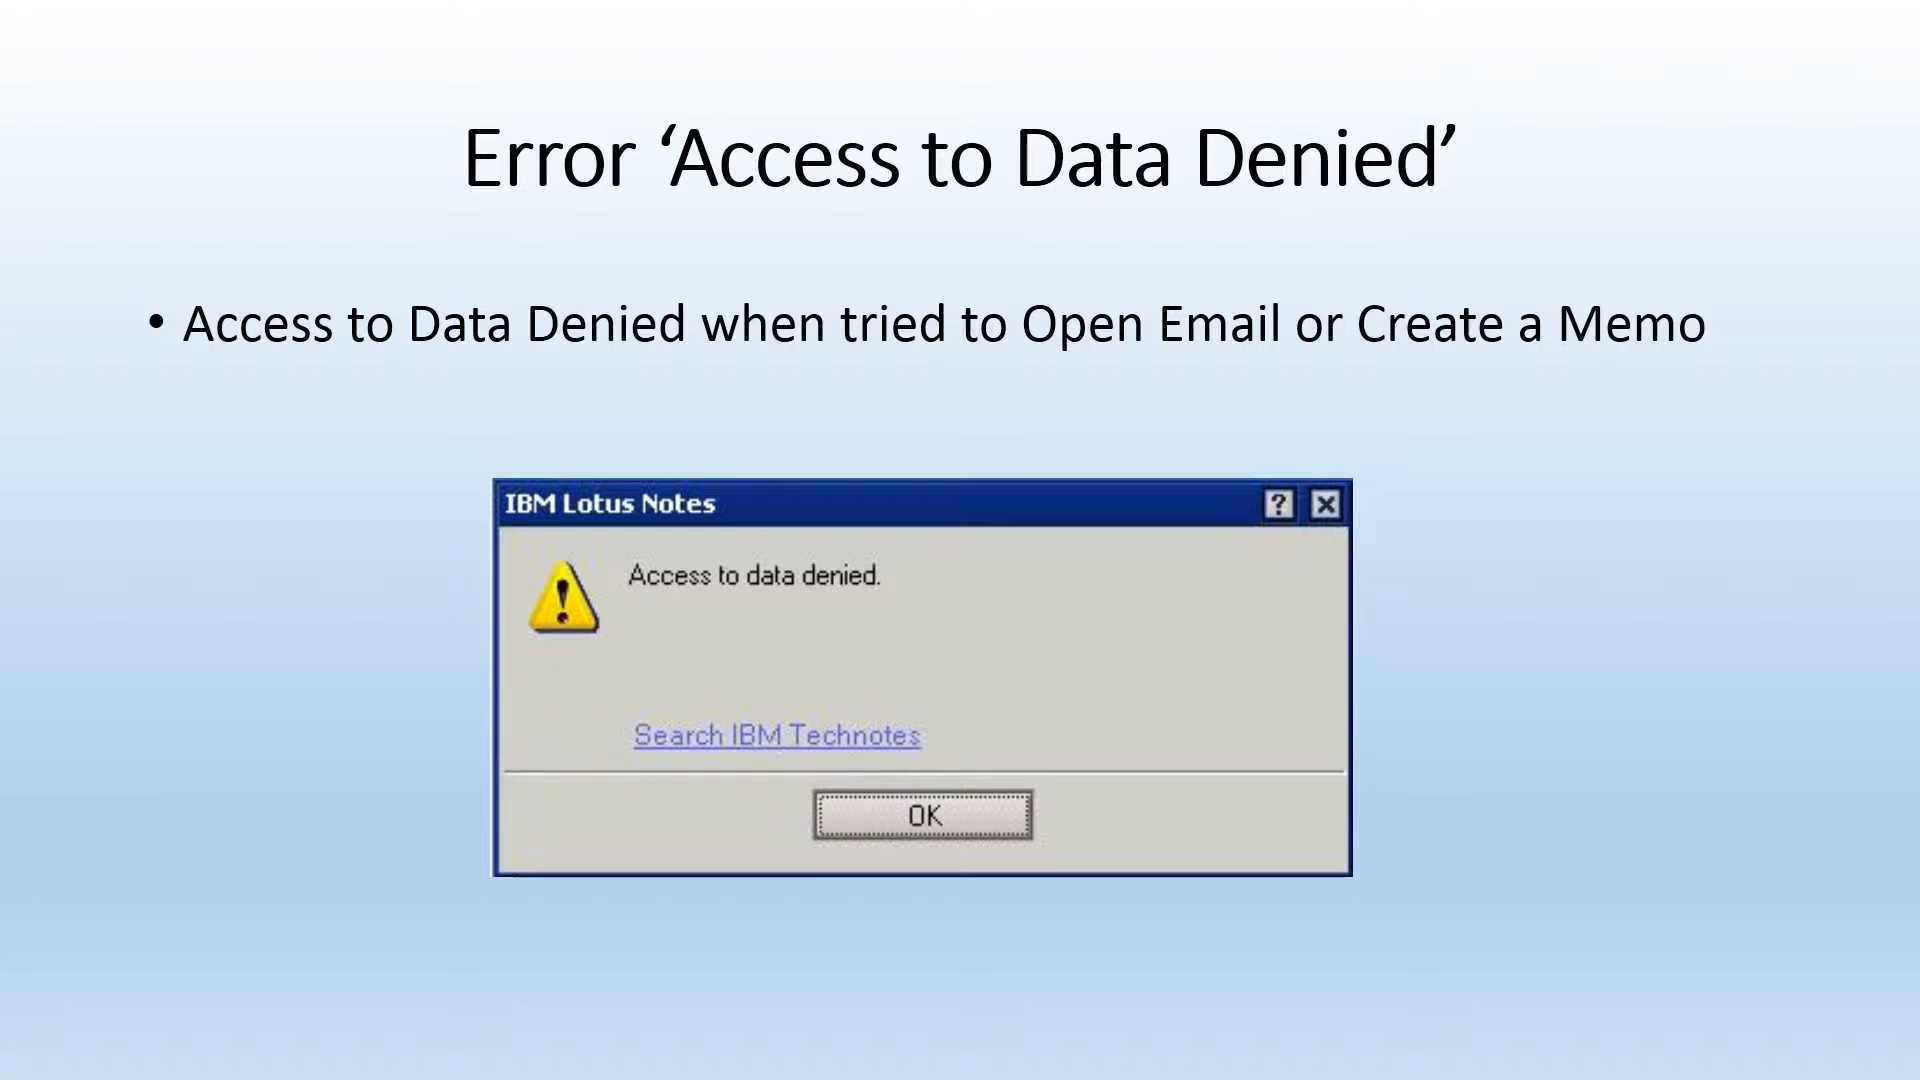 Error ‘Access to Data Denied’
• Access to Data Denied when tried to Open Email or Create a Memo
IBM Lotus Notes
Access to data denied.
Search IBM Technotes
OK